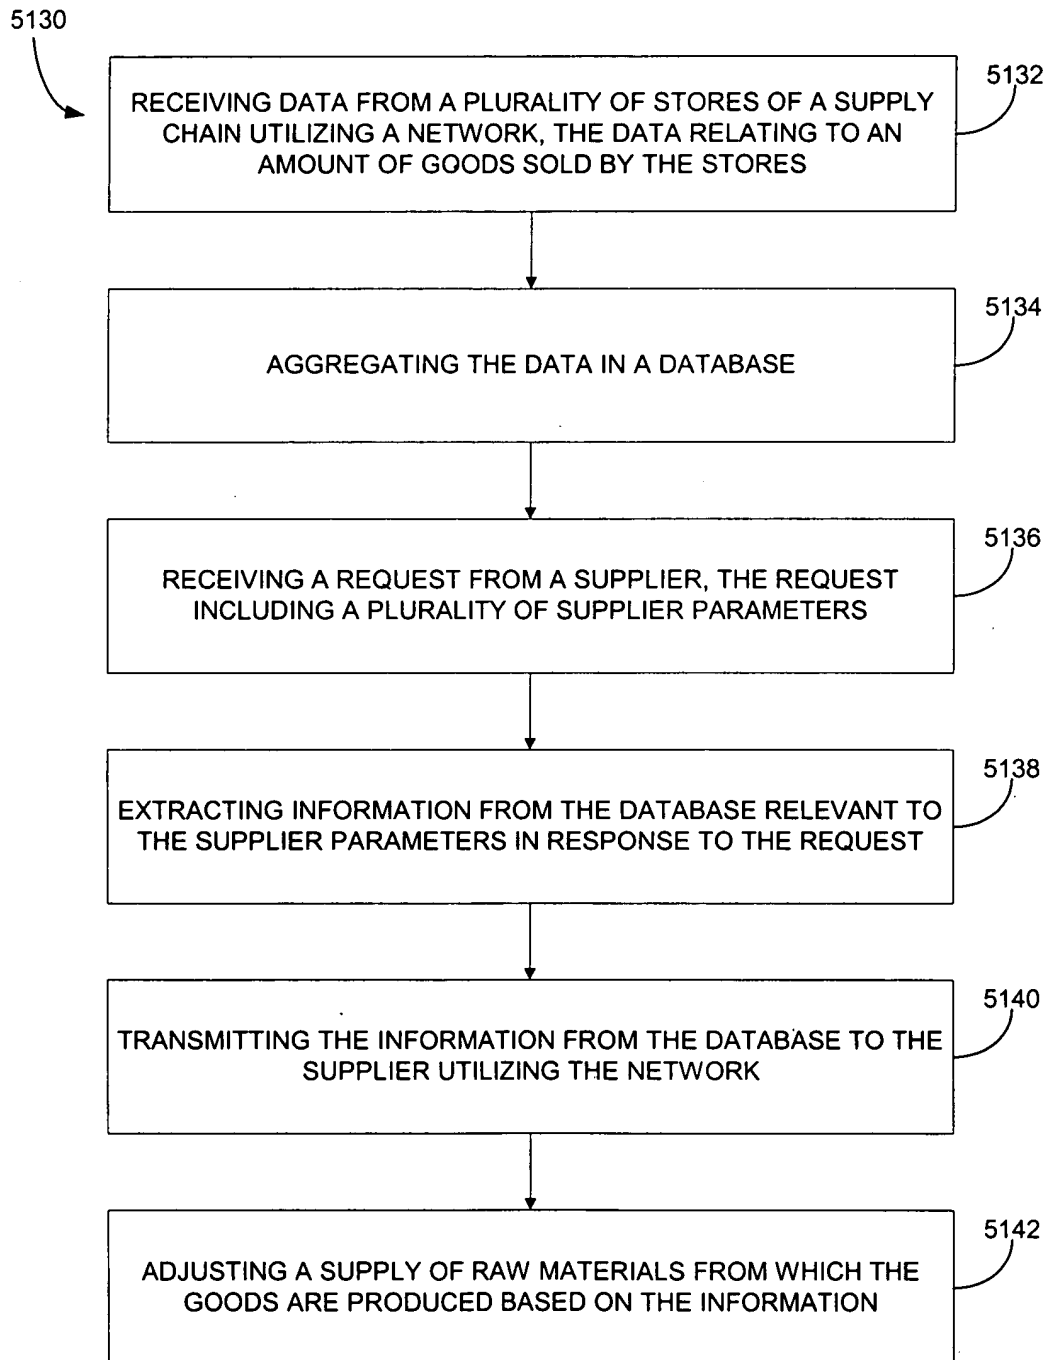 5130
5132
RECEIVING DATA FROM A PLURALITY OF STORES OF A SUPPLY
CHAIN UTILIZING A NETWORK, THE DATA RELATING TO AN
AMOUNT OF GOODS SOLD BY THE STORES
5134
AGGREGATING THE DATA IN A DATABASE
5136
RECEIVING A REQUEST FROM A SUPPLIER, THE REQUEST
INCLUDING A PLURALITY OF SUPPLIER PARAMETERS
5138
EXTRACTING INFORMATION FROM THE DATABASE RELEVANT TO
THE SUPPLIER PARAMETERS IN RESPONSE TO THE REQUEST
5140
TRANSMITTING THE INFORMATION FROM THE DATABASE TO THE
SUPPLIER UTILIZING THE NETWORK
5142
ADJUSTING A SUPPLY OF RAW MATERIALS FROM WHICH THE
GOODS ARE PRODUCED BASED ON THE INFORMATION